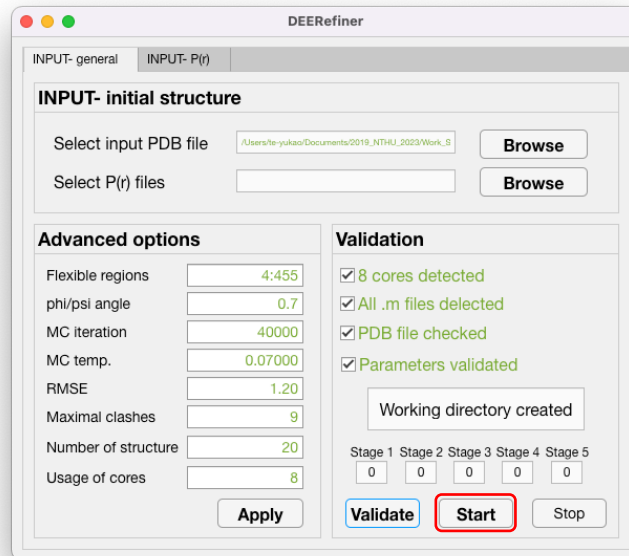 DEERefiner
INPUT- general
INPUT- P(r)
INPUT- initial structure
Select input PDB file
/Users/te-yukao/Documents/2019_NTHU_2023/Work_S
Browse
Select P(r) files
Browse
Advanced options
Flexible regions 4:455
phi/psi angle 0.7
MC iteration 40000
MC temp. 0.07000
RMSE 1.20
Maximal clashes 9
Number of structure 20
Usage of cores 8
Apply
Validation
8 cores detected
All .m files delected
PDB file checked
Parameters validated
Working directory created
Stage 1 Stage 2 Stage 3 Stage 4 Stage 5
0 0 0 0 0
Validate Start Stop